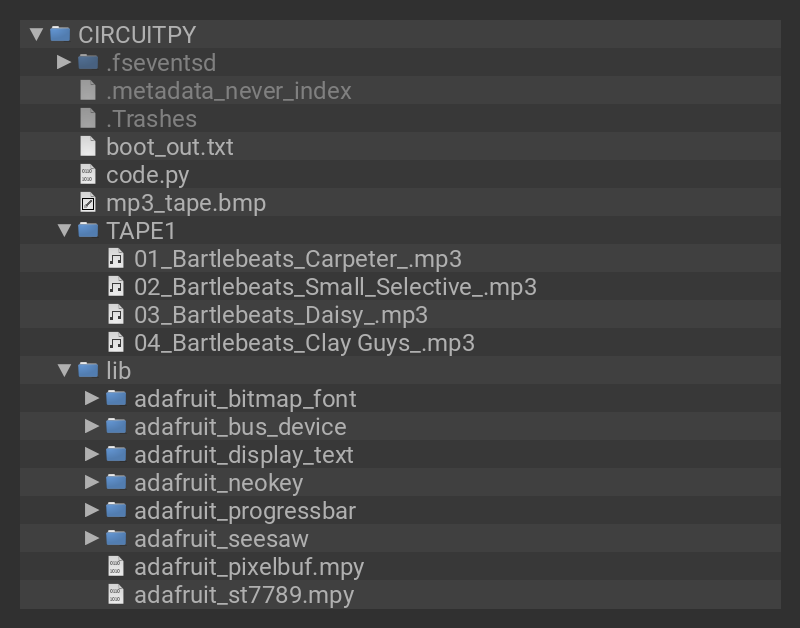 CIRCUITPY
.fseventsd
.metadata_never_index
.Trashes
boot_out.txt
code.py
mp3_tape.bmp
TAPE1
01_Bartlebeats_Carpeter_.mp3
02_Bartlebeats_Small_Selective_.mp3
03_Bartlebeats_Daisy_.mp3
04_Bartlebeats_Clay Guys_.mp3
lib
adafruit_bitmap_font
adafruit_bus_device
adafruit_display_text
adafruit_neokey
adafruit_progressbar
adafruit_seesaw
adafruit_pixelbuf.mpy
adafruit_st7789.mpy